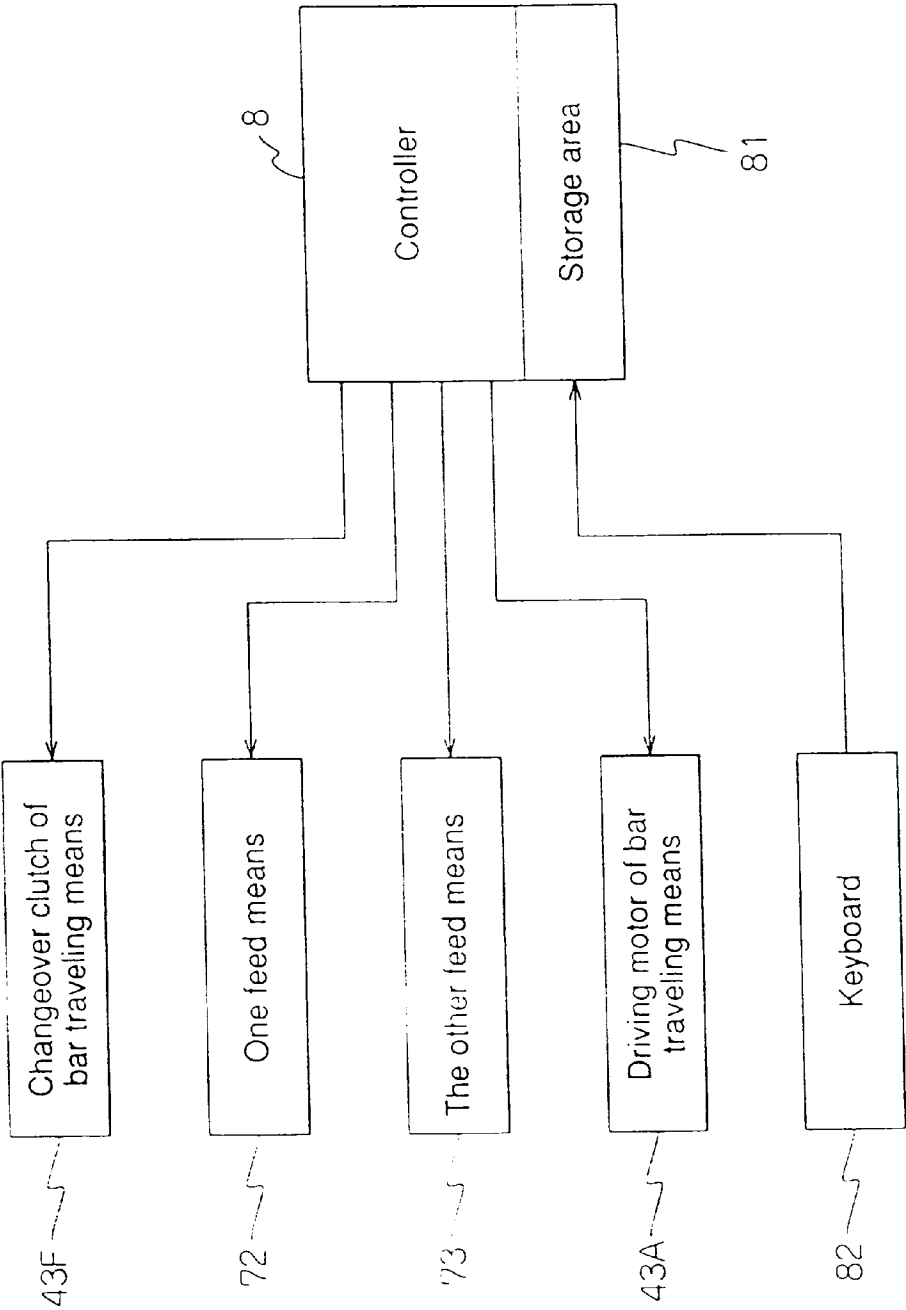 8
Controller
Storage area
81
43F
Changeover clutch of
bar traveling means
72
One feed means
73
The other feed means
43A
Driving motor of bar
traveling means
82
Keyboard